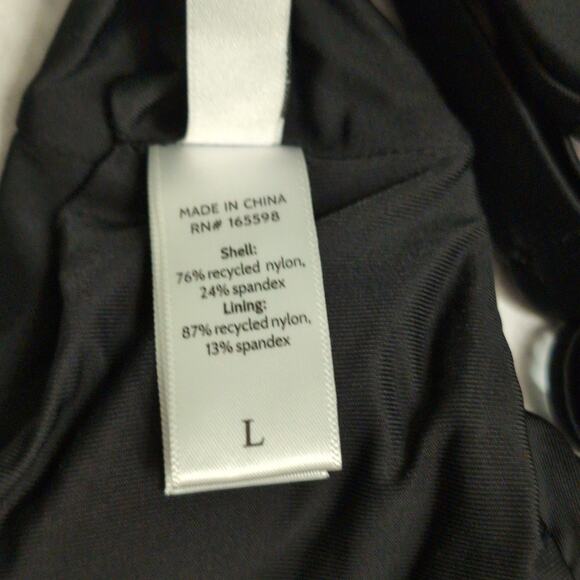 MADE IN CHINA
RN# 165598
Shell:
76% recycled nylon,
24% spandex
Lining:
87% recycled nylon,
13% spandex
L